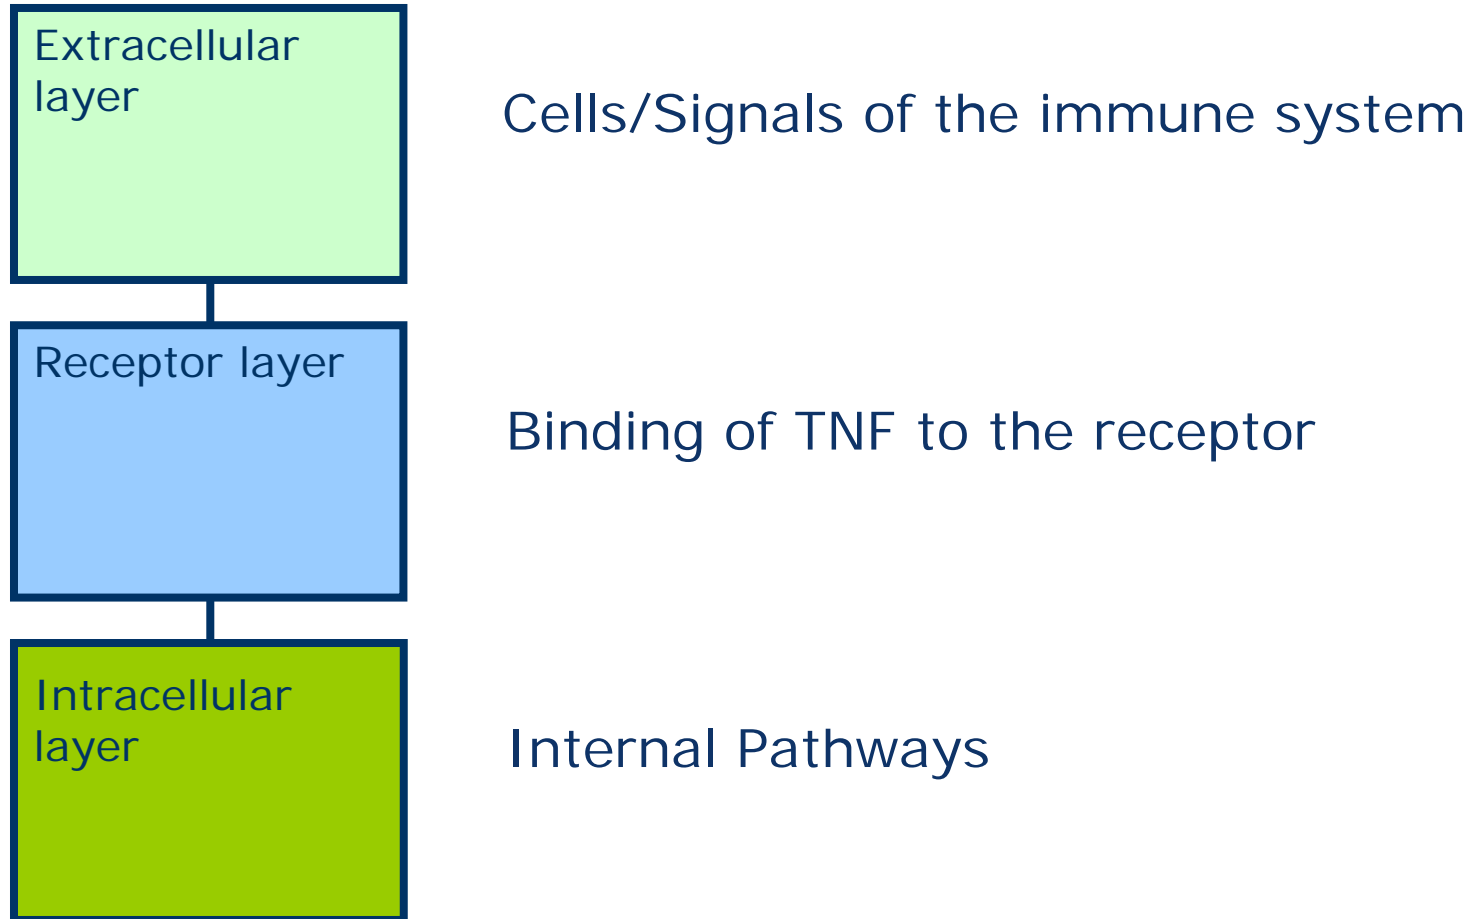 Extracellular
layer
Cells/Signals of the immune system
Receptor layer
Binding of TNF to the receptor
Intracellular
layer
Internal Pathways